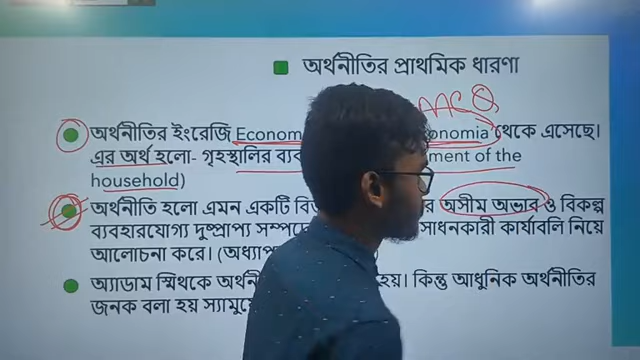 অর্থনীতির প্রাথমিক ধারণা
MCQ
অর্থনীতির ইংরেজি Econom onomia থেকে এসেছে।
এর অর্থ হলো- গৃহস্থালির ব্যব ment of the
household)
অর্থনীতি হলো এমন একটি অসীম অভাব ও বিকল্প
ব্যবহারযোগ্য দুষ্প্রাপ্য সম্পদে সাধনকারী কার্যাবলি নিয়ে
আলোচনা করে। (অধ্যাপ
অ্যাডাম স্মিথকে অর্থনী হয়। কিন্তু আধুনিক অর্থনীতির
জনক বলা হয় স্যামুয়ে